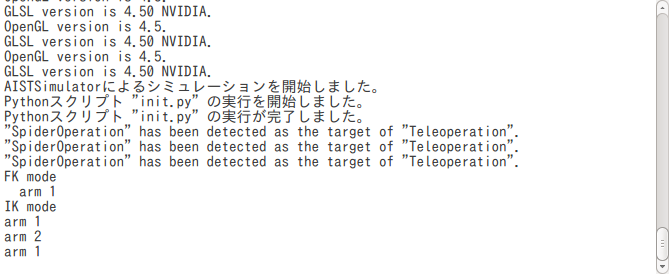 OpenGL version is 4.5.
GLSL version is 4.50 NVIDIA.
OpenGL version is 4.5.
GLSL version is 4.50 NVIDIA.
OpenGL version is 4.5.
GLSL version is 4.50 NVIDIA.
AISTSimulatorによるシミュレーションを開始しました。
Pythonスクリプト "init.py" の実行を開始しました。
Pythonスクリプト "init.py" の実行が完了しました。
"SpiderOperation" has been detected as the target of "Teleoperation".
"SpiderOperation" has been detected as the target of "Teleoperation".
"SpiderOperation" has been detected as the target of "Teleoperation".
FK mode
  arm 1
IK mode
arm 1
arm 2
arm 1